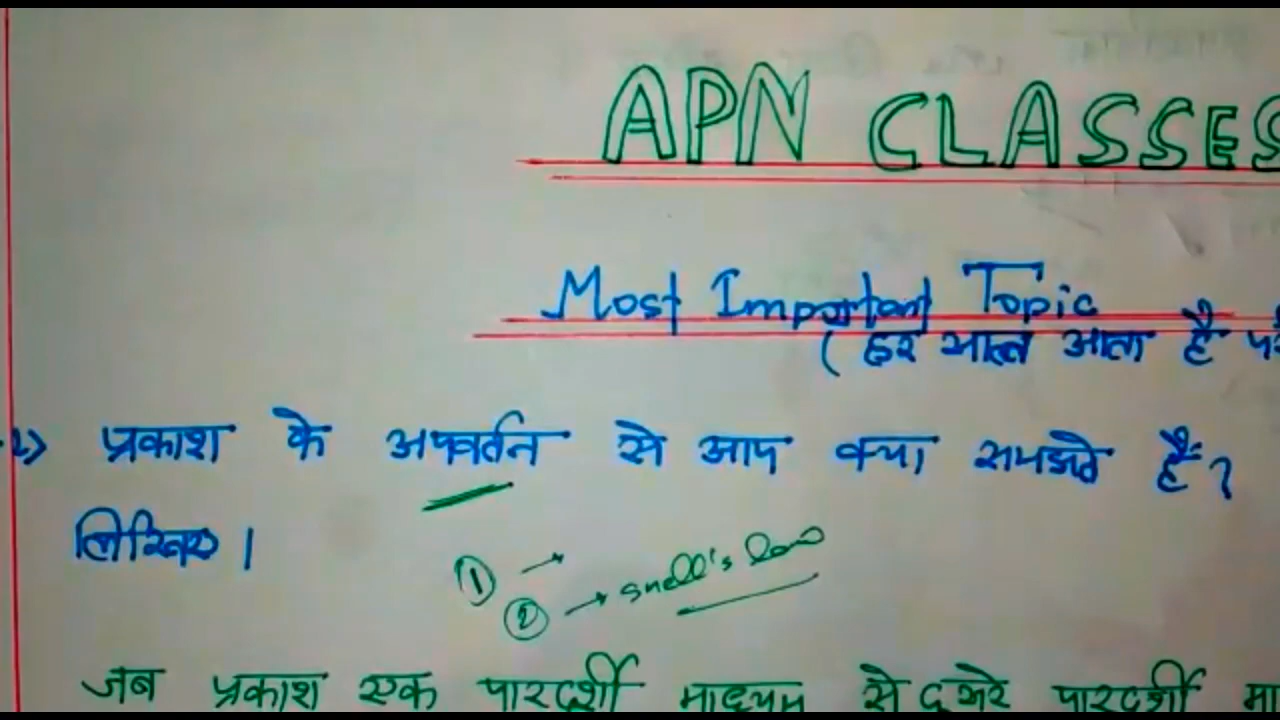 APN CLASSES
Most Important Topic
( हर साल आता है
प्रकाश के अपवर्तन से आप क्या समझते हैं?
लिखिए।
① →
② → snell's law
जब प्रकाश एक पारदर्शी माध्यम से दूसरे पारदर्शी